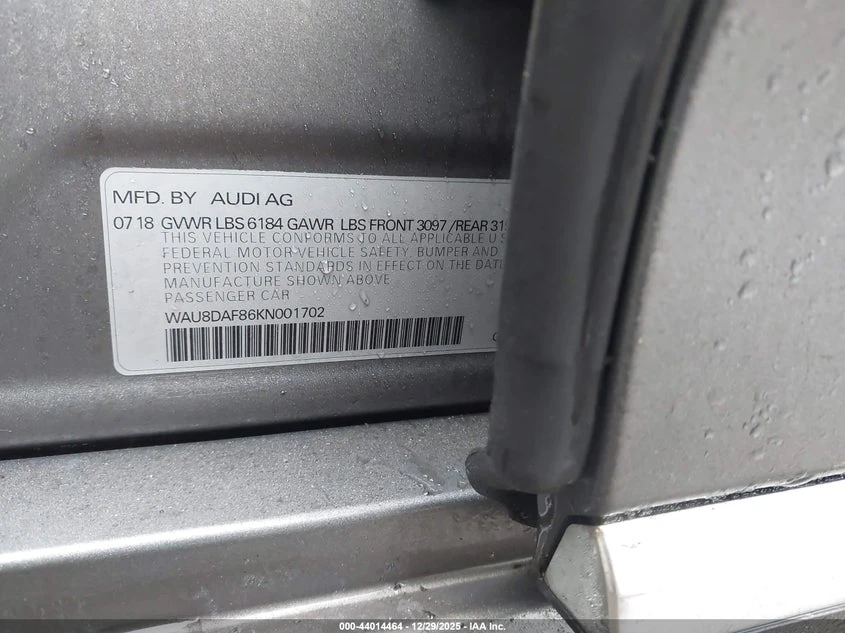 MFD. BY AUDI AG
07 18 GVWR LBS 6184 GAWR LBS FRONT 3097 /REAR
THIS VEHICLE CONFORMS TO ALL APPLICABLE U S
FEDERAL MOTOR VEHICLE SAFETY, BUMPER AND
PREVENTION STANDARDS IN EFFECT ON THE DATE
MANUFACTURE SHOWN ABOVE
PASSENGER CAR
WAU8DAF86KN001702
000-44014464 - 12/29/2025 - IAA Inc.